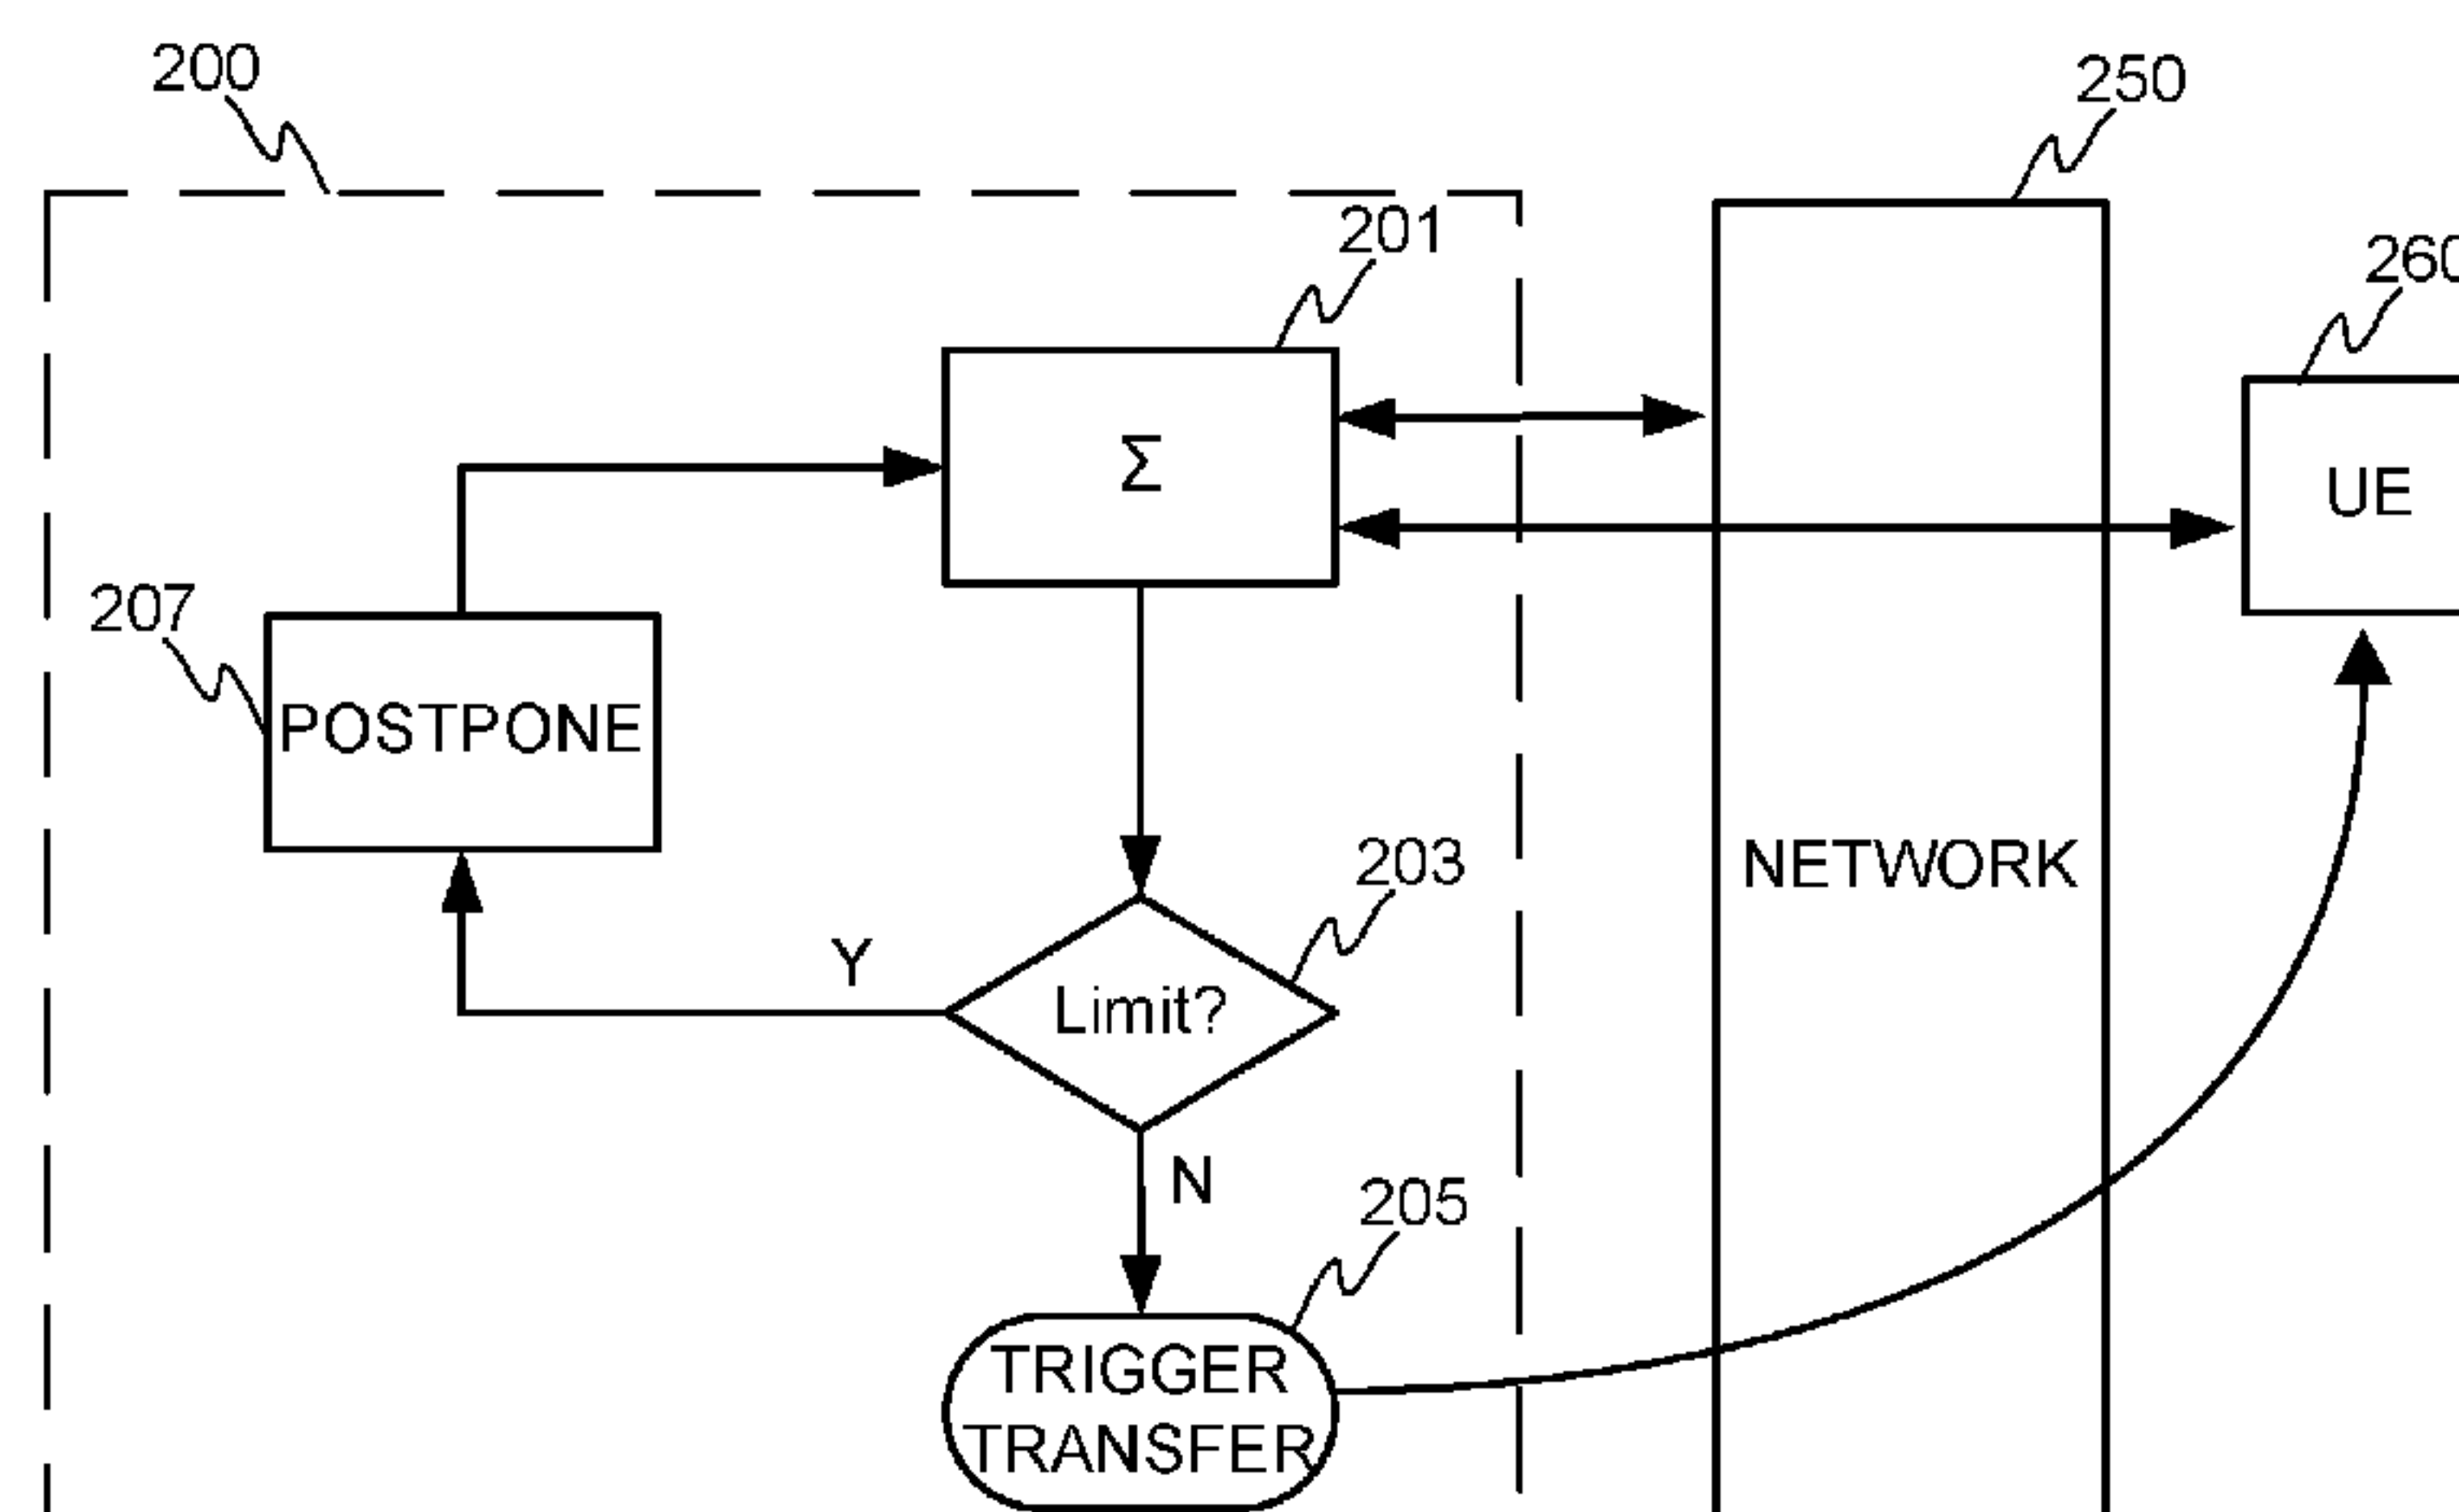 200
250
201
260
Σ
UE
207
POSTPONE
203
NETWORK
Y
Limit?
N
205
TRIGGER
TRANSFER